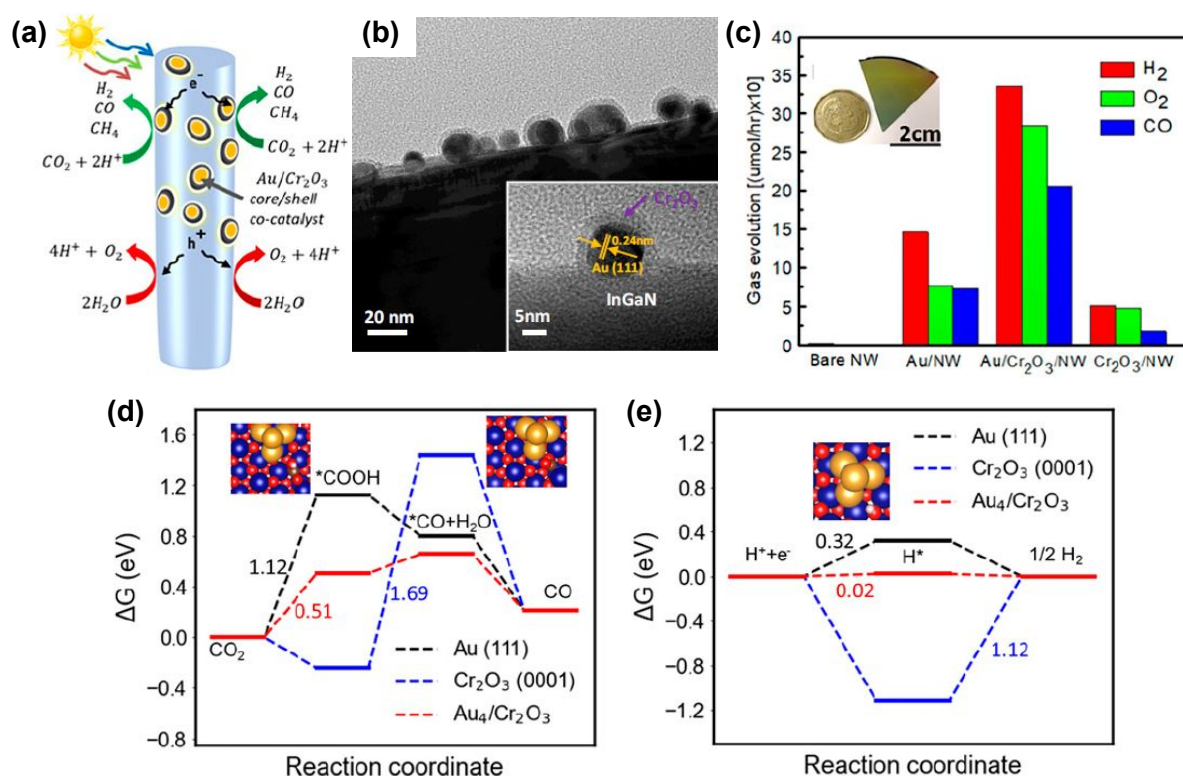 (a)
H₂
CO
CH₄
CO₂ + 2H⁺
e⁻
H₂
CO
CH₄
CO₂ + 2H⁺
Au/Cr₂O₃
core/shell
co-catalyst
4H⁺ + O₂
h⁺
O₂ + 4H⁺
2H₂O
2H₂O
(b)
20 nm
Cr₂O₃
0.24nm
Au (111)
InGaN
5nm
(c)
Gas evolution [(umol/hr)x10]
40
35
30
25
20
15
10
5
0
2cm
H₂
O₂
CO
Bare NW
Au/NW
Au/Cr₂O₃/NW
Cr₂O₃/NW
(d)
ΔG (eV)
1.6
1.2
0.8
0.4
0.0
−0.4
−0.8
*COOH
*CO+H₂O
1.12
0.51
1.69
CO₂
CO
Au (111)
Cr₂O₃ (0001)
Au₄/Cr₂O₃
Reaction coordinate
(e)
ΔG (eV)
1.2
0.8
0.4
0.0
−0.4
−0.8
−1.2
Au (111)
Cr₂O₃ (0001)
Au₄/Cr₂O₃
H⁺+e⁻
0.32
H*
1/2 H₂
0.02
1.12
Reaction coordinate